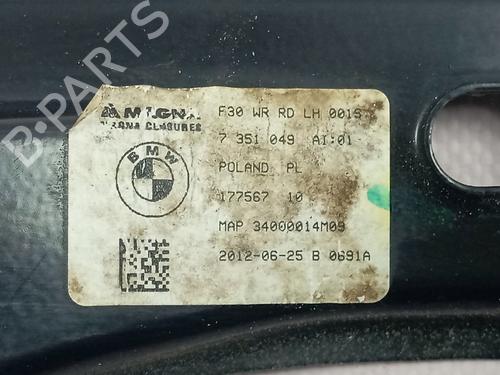 B-PARTS
MAGNA
MAGNA CLOSURES
BMW
F30 WR RD LH 001S
7 351 049 AI:01
POLAND PL
177567 10
MAP 34000014M09
2012-06-25 B 0691A